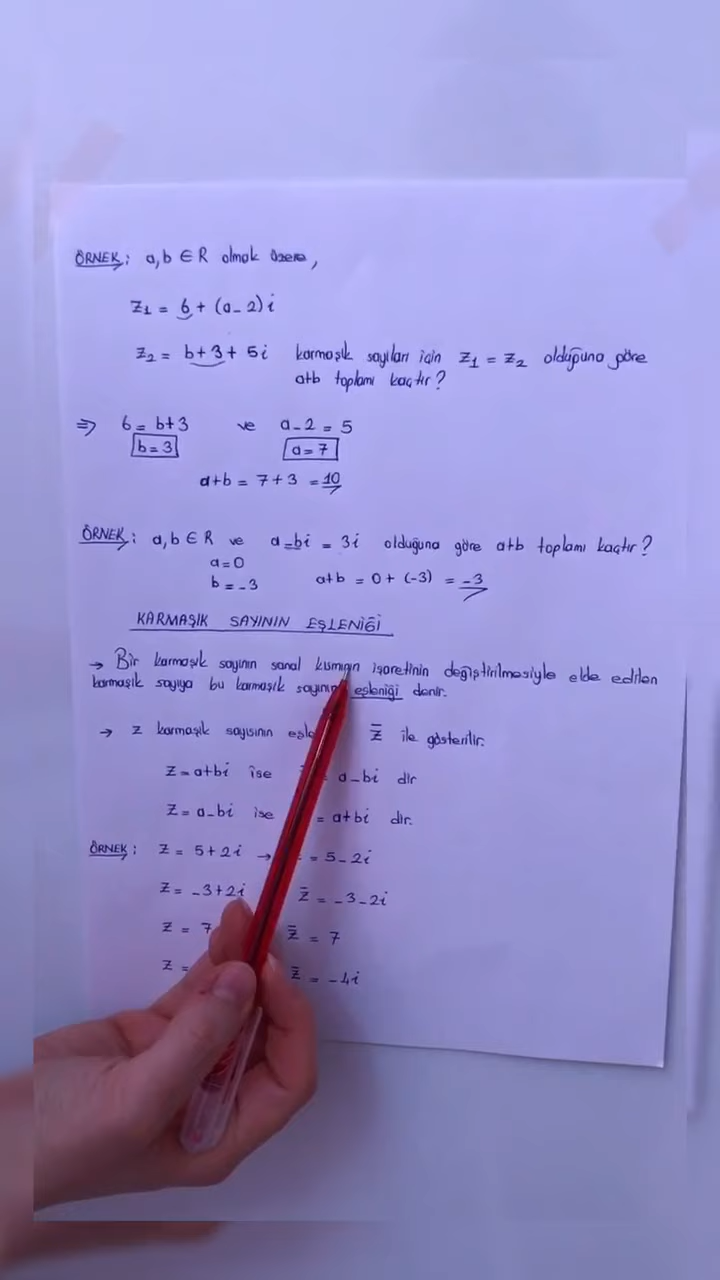 ÖRNEK: a,b ∈ R olmak üzere,
z₁ = 6 + (a-2)i
z₂ = b+3 + 5i karmaşık sayıları için z₁ = z₂ olduğuna göre
a+b toplamı kaçtır?
⇒ 6 = b+3 ve a-2 = 5
b=3 a=7
a+b = 7+3 = 10
ÖRNEK: a,b ∈ R ve a-bi = 3i olduğuna göre a+b toplamı kaçtır?
a=0
b=-3 a+b = 0 + (-3) = -3
KARMAŞIK SAYININ EŞLENİĞİ
→ Bir karmaşık sayının sanal kısmının işaretinin değiştirilmesiyle elde edilen
karmaşık sayıya bu karmaşık sayının eşleniği denir.
→ z karmaşık sayısının z̄ ile gösterilir.
z=a+bi ise a-bi dir
z=a-bi ise = a+bi dir.
ÖRNEK: z = 5+2i → = 5-2i
z = -3+2i z̄ = -3-2i
z = 7 z̄ = 7
z = z̄ = -4i